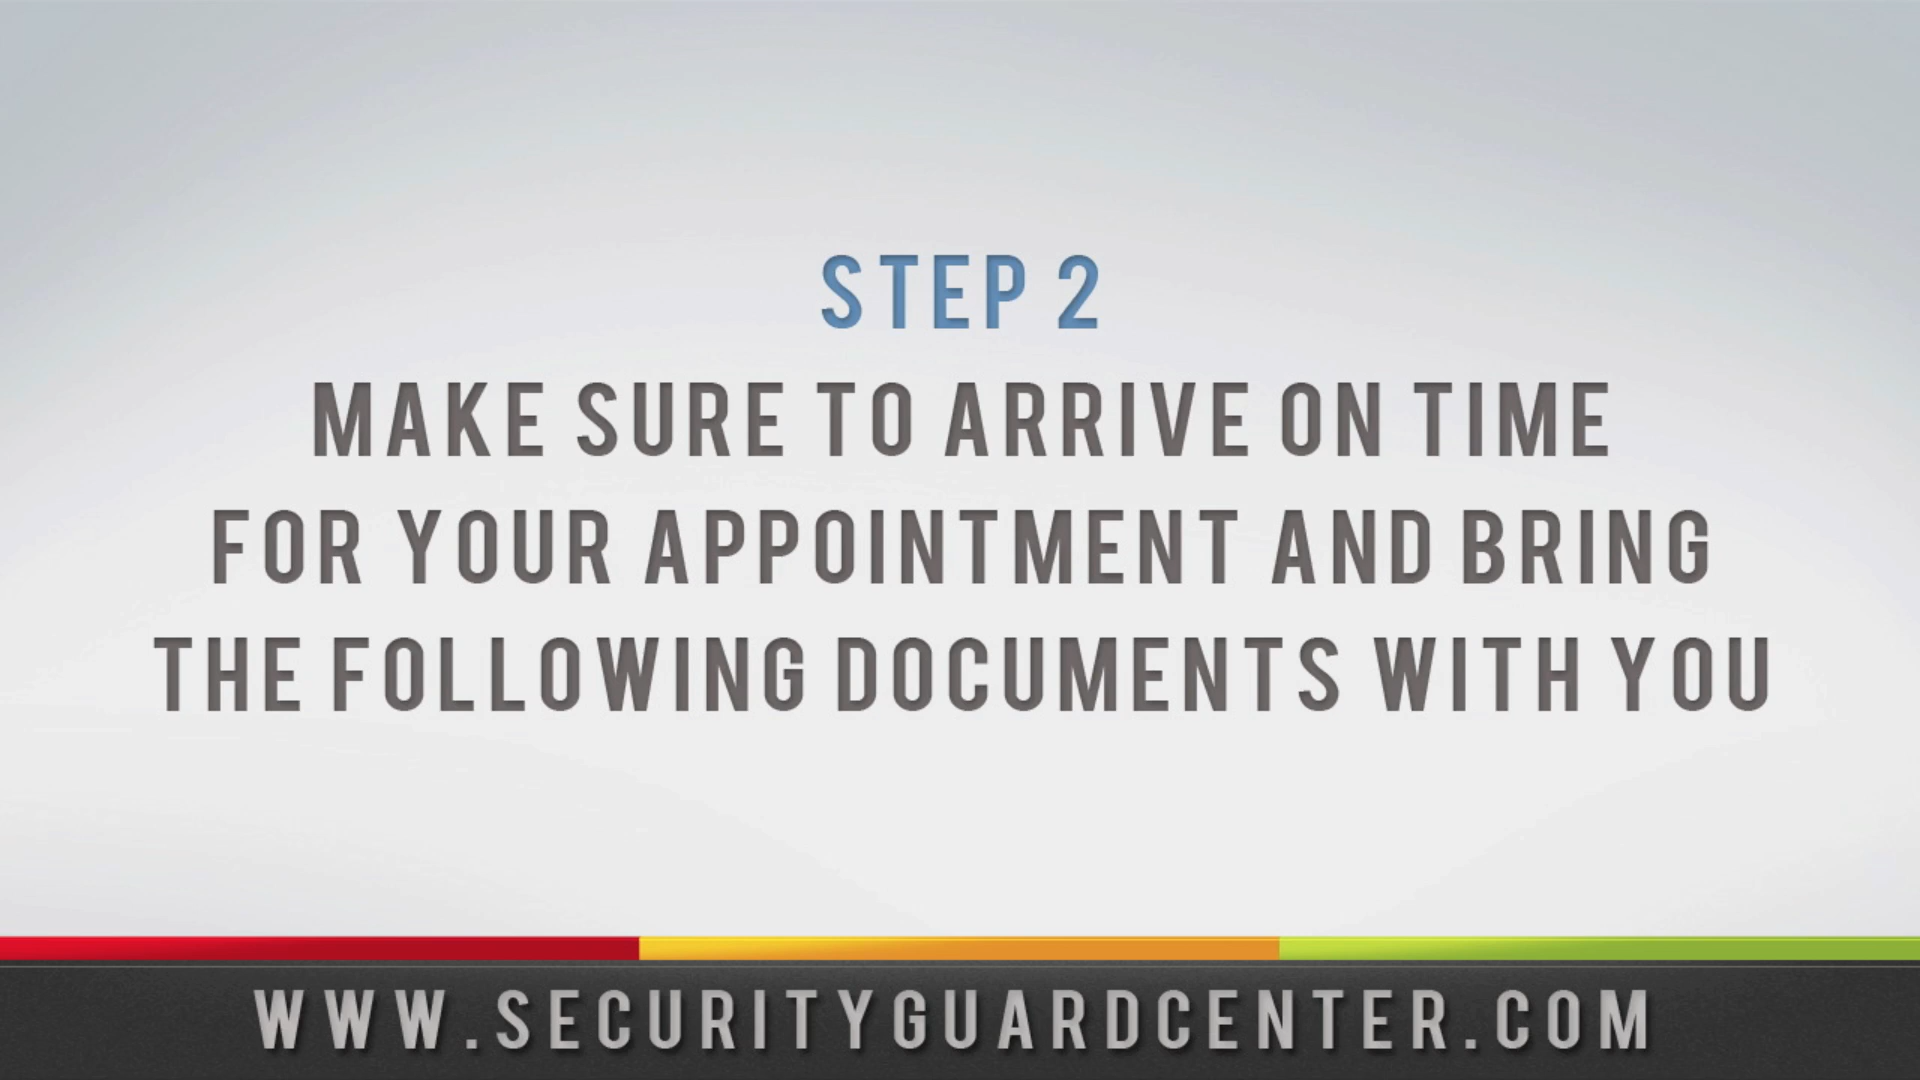 STEP 2
MAKE SURE TO ARRIVE ON TIME
FOR YOUR APPOINTMENT AND BRING
THE FOLLOWING DOCUMENTS WITH YOU
WWW.SECURITYGUARDCENTER.COM